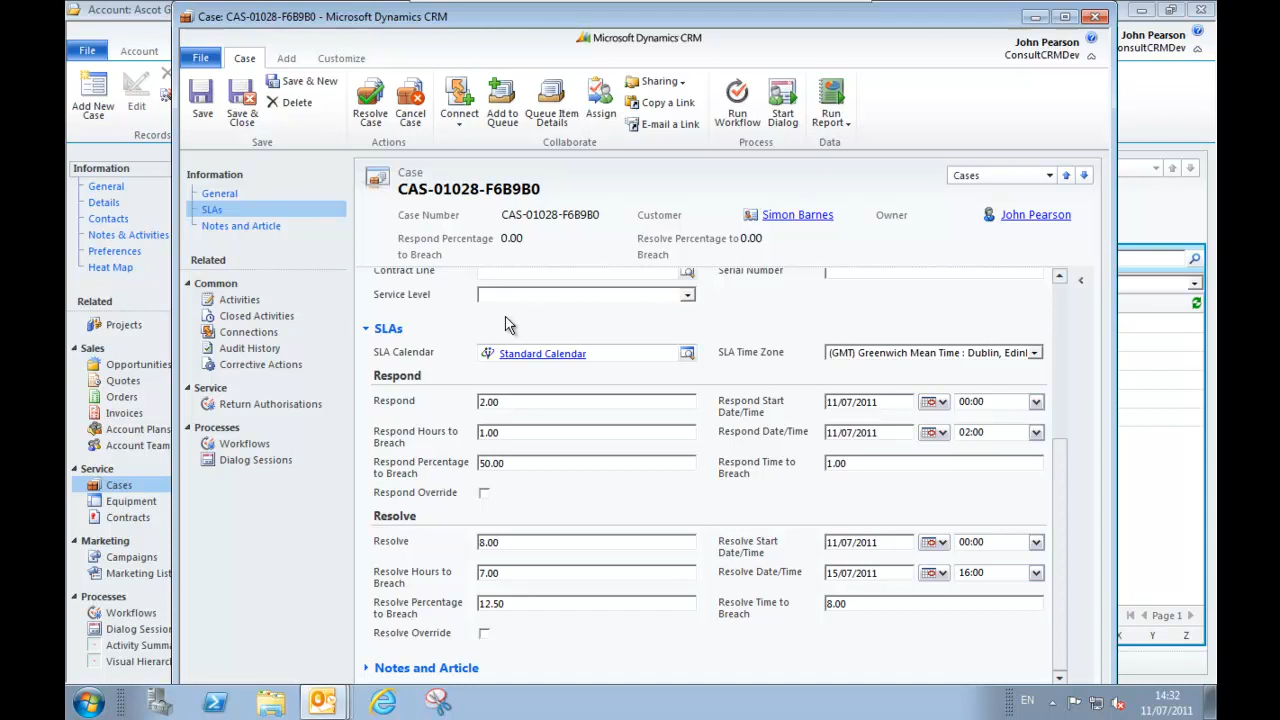 Account: Ascot G
Case: CAS-01028-F6B9B0 - Microsoft Dynamics CRM
Microsoft Dynamics CRM
File
Account
Add New
Case
Edit
Records
John Pearson
ConsultCRMDev
John Pearson
onsultCRMDev
File
Case
Add
Customize
Save
Save &
Close
Save & New
Delete
Save
Resolve
Case
Cancel
Case
Actions
Connect
Add to
Queue
Queue Item
Details
Assign
Sharing
Copy a Link
E-mail a Link
Collaborate
Run
Workflow
Start
Dialog
Process
Run
Report
Data
Information
General
Details
Contacts
Notes & Activities
Preferences
Heat Map
Related
Projects
Sales
Opportunities
Quotes
Orders
Invoices
Account Plans
Account Team
Service
Cases
Equipment
Contracts
Marketing
Campaigns
Marketing List
Processes
Workflows
Dialog Sessio
Activity Summa
Visual Hierarc
Information
General
SLAs
Notes and Article
Related
Common
Activities
Closed Activities
Connections
Audit History
Corrective Actions
Service
Return Authorisations
Processes
Workflows
Dialog Sessions
Case
CAS-01028-F6B9B0
Cases
Case Number CAS-01028-F6B9B0 Customer Simon Barnes Owner John Pearson
Respond Percentage
to Breach
0.00
Resolve Percentage to
Breach
0.00
Contract Line Serial Number
Service Level
SLAs
SLA Calendar Standard Calendar SLA Time Zone (GMT) Greenwich Mean Time : Dublin, Edinl
Respond
Respond 2.00
Respond Start
Date/Time
11/07/2011 00:00
Respond Hours to
Breach
1.00
Respond Date/Time 11/07/2011 02:00
Respond Percentage
to Breach
50.00
Respond Time to
Breach
1.00
Respond Override
Resolve
Resolve 8.00
Resolve Start
Date/Time
11/07/2011 00:00
Resolve Hours to
Breach
7.00
Resolve Date/Time 15/07/2011 16:00
Resolve Percentage
to Breach
12.50
Resolve Time to
Breach
8.00
Resolve Override
Notes and Article
Page 1
X Y Z
EN
14:32
11/07/2011